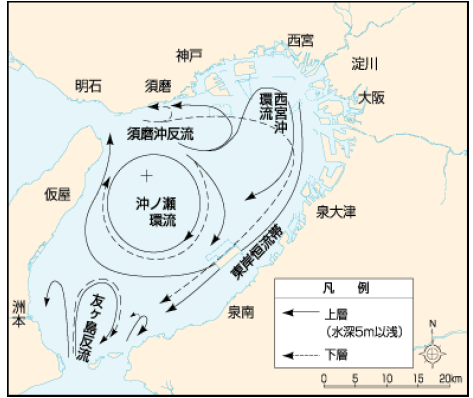 西宮
神戸
淀川
明石
須磨
大阪
西宮沖
環流
須磨沖反流
仮屋
沖ノ瀬
環流
泉大津
東岸恒流帯
洲本
友ヶ島反流
泉南
凡 例
上層
(水深5m以浅)
下層
N
0 5 10 15 20km